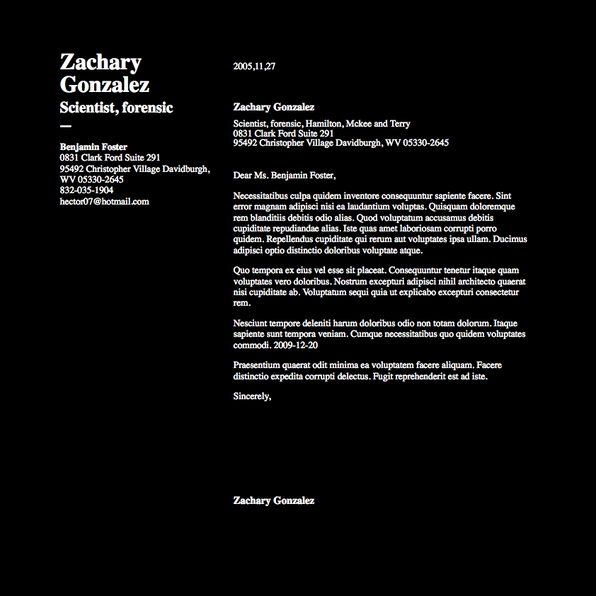 Zachary
Gonzalez
Scientist, forensic
Benjamin Foster
0831 Clark Ford Suite 291
95492 Christopher Village Davidburgh,
WV 05330-2645
832-035-1904
hector07@hotmail.com
2005,11,27
Zachary Gonzalez
Scientist, forensic, Hamilton, Mckee and Terry
0831 Clark Ford Suite 291
95492 Christopher Village Davidburgh, WV 05330-2645
Dear Ms. Benjamin Foster,
Necessitatibus culpa quidem inventore consequuntur sapiente facere. Sint
error magnam adipisci nisi ea laudantium voluptas. Quisquam doloremque
rem blanditiis debitis odio alias. Quod voluptatum accusamus debitis
cupiditate repudiandae alias. Iste quas amet laboriosam corrupti porro
quidem. Repellendus cupiditate qui rerum aut voluptates ipsa ullam. Ducimus
adipisci optio distinctio doloribus voluptate atque.
Quo tempora ex eius vel esse sit placeat. Consequuntur tenetur itaque quam
voluptates vero doloribus. Nostrum excepturi adipisci nihil architecto quaerat
nisi cupiditate ab. Voluptatum sequi quia ut explicabo excepturi consectetur
rem.
Nesciunt tempore deleniti harum doloribus odio non totam dolorum. Itaque
sapiente sunt tempora veniam. Cumque necessitatibus quo quidem voluptates
commodi. 2009-12-20
Praesentium quaerat odit minima ea voluptatem facere aliquam. Facere
distinctio expedita corrupti delectus. Fugit reprehenderit est ad iste.
Sincerely,
Zachary Gonzalez